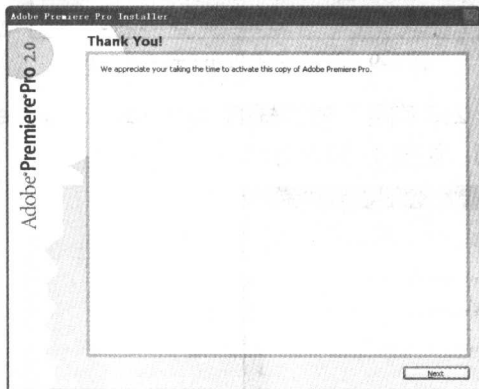 Adobe Premiere Pro Installer
Adobe Premiere Pro 2.0
Thank You!
We appreciate your taking the time to activate this copy of Adobe Premiere Pro.
Next